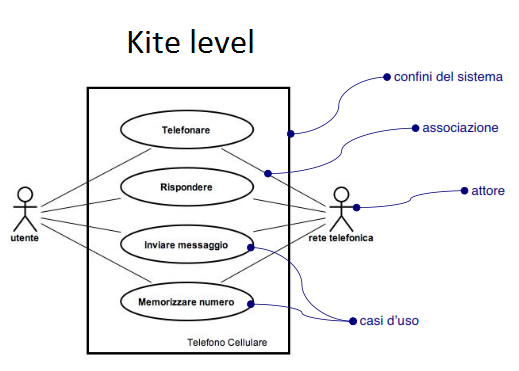 Kite level
confini del sistema
Telefonare
associazione
Rispondere
attore
utente
rete telefonica
Inviare messaggio
Memorizzare numero
casi d'uso
Telefono Cellulare